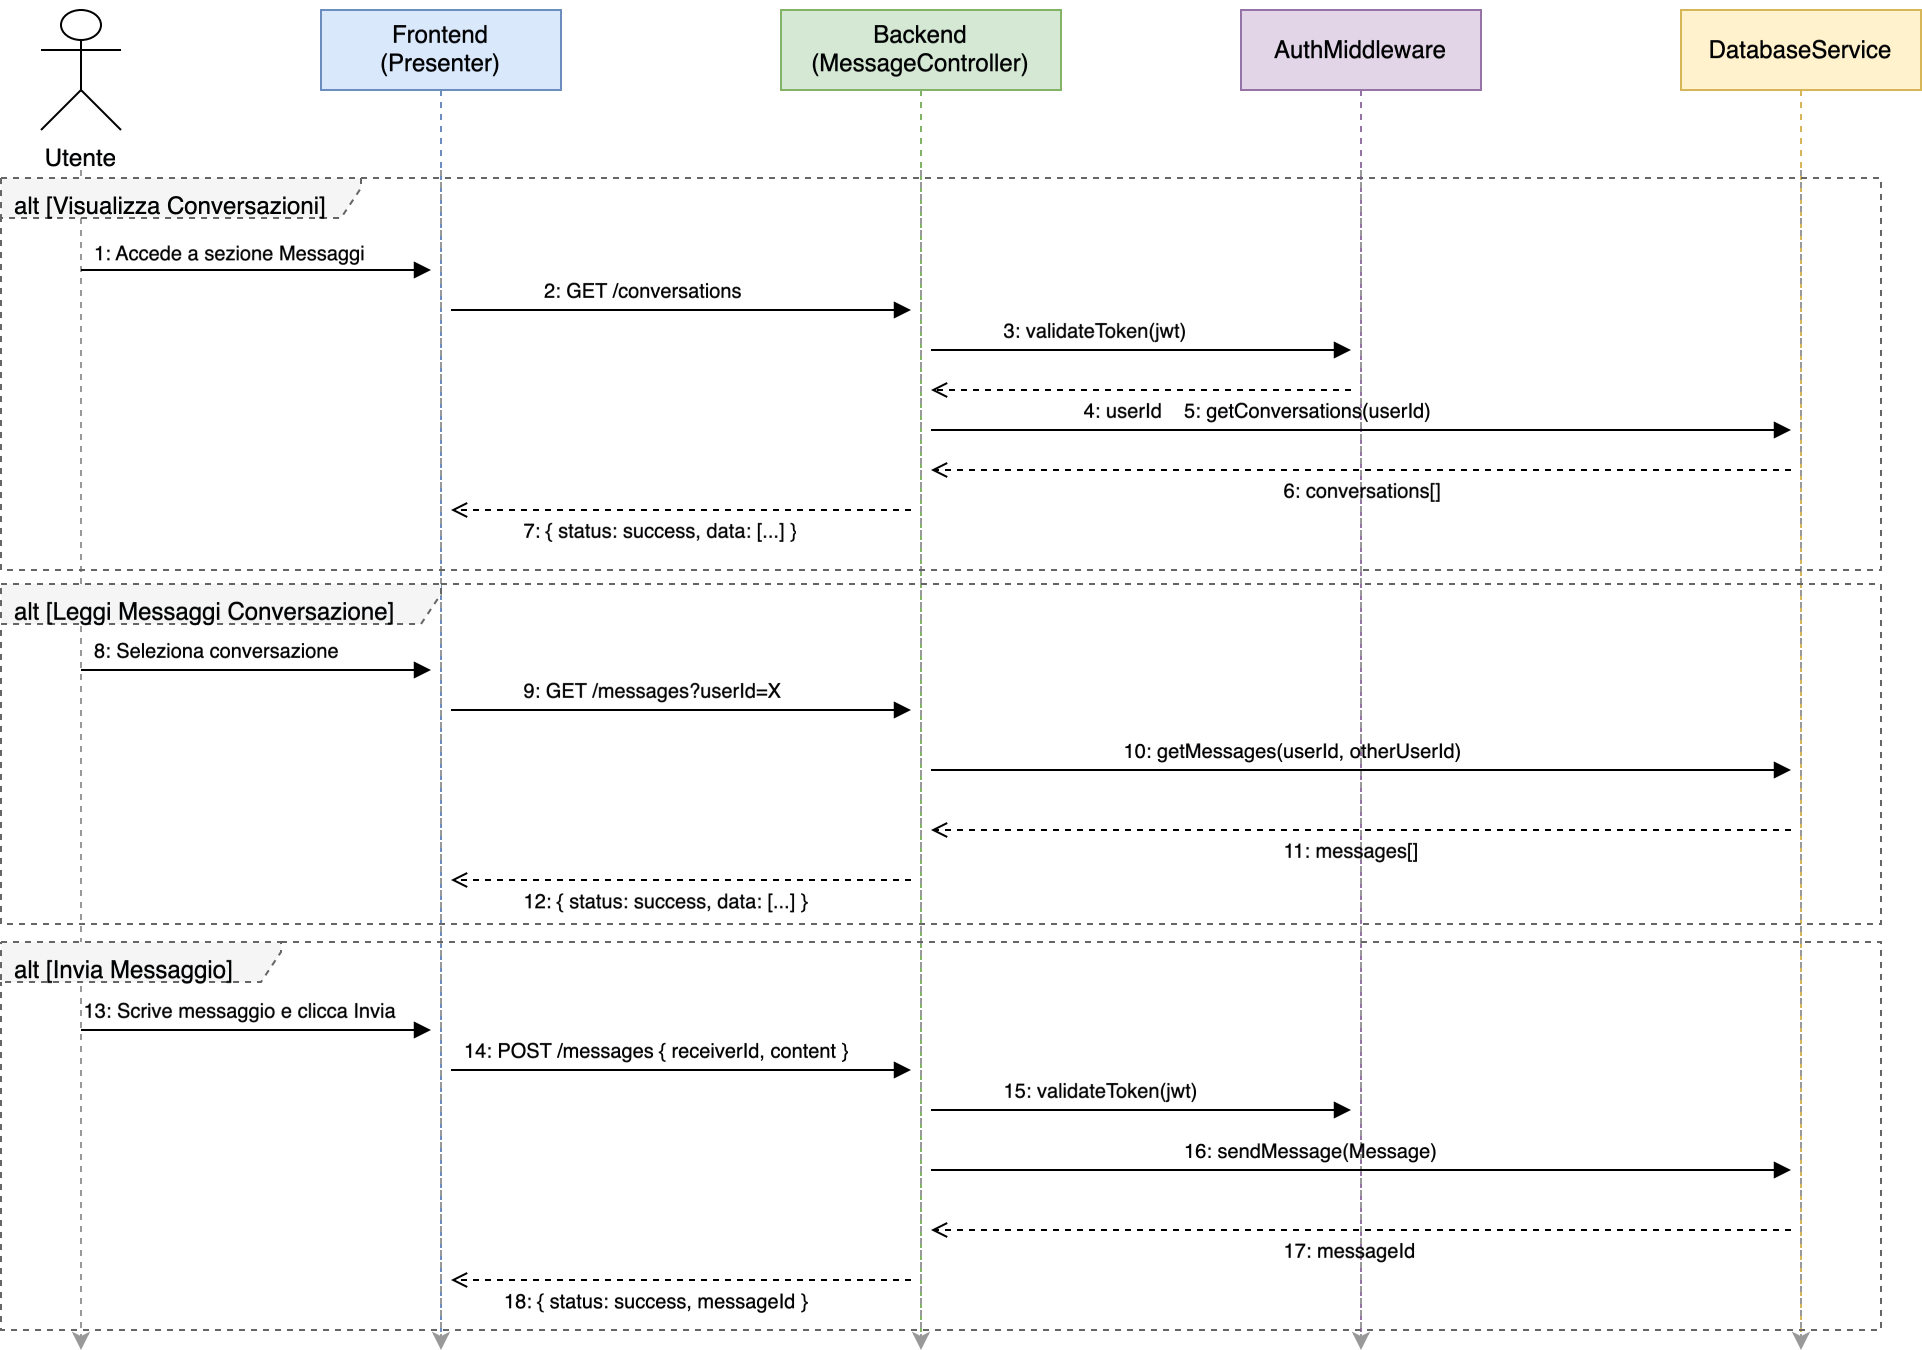 Frontend
(Presenter)
Backend
(MessageController)
AuthMiddleware
DatabaseService
Utente
alt [Visualizza Conversazioni]
1: Accede a sezione Messaggi
2: GET /conversations
3: validateToken(jwt)
4: userId
5: getConversations(userId)
6: conversations[]
7: { status: success, data: [...] }
alt [Leggi Messaggi Conversazione]
8: Seleziona conversazione
9: GET /messages?userId=X
10: getMessages(userId, otherUserId)
11: messages[]
12: { status: success, data: [...] }
alt [Invia Messaggio]
13: Scrive messaggio e clicca Invia
14: POST /messages { receiverId, content }
15: validateToken(jwt)
16: sendMessage(Message)
17: messageId
18: { status: success, messageId }